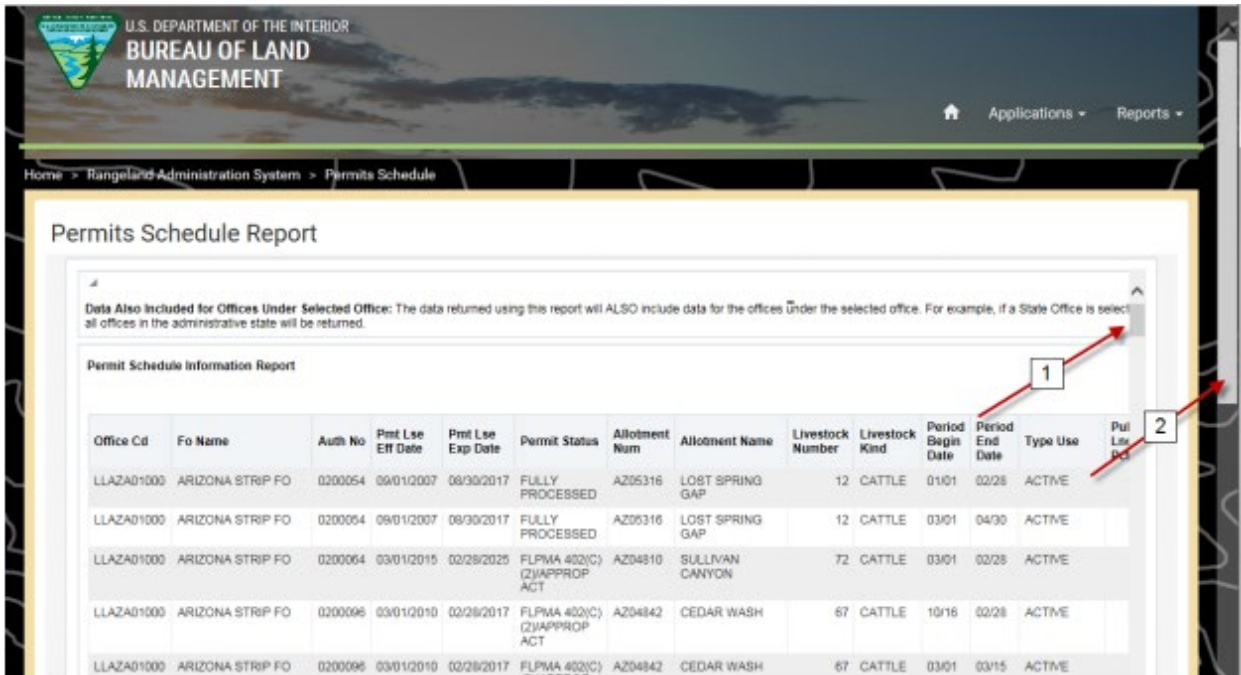 U.S. DEPARTMENT OF THE INTERIOR
BUREAU OF LAND
MANAGEMENT
Applications Reports
Home > Rangeland Administration System > Permits Schedule
Permits Schedule Report
Data Also Included for Offices Under Selected Office: The data returned using this report will ALSO include data for the offices under the selected office. For example, if a State Office is select
all offices in the administrative state will be returned.
Permit Schedule Information Report
1
2
Office Cd Fo Name Auth No Pmt Lse Eff Date Pmt Lse Exp Date Permit Status Allotment Num Allotment Name Livestock Number Livestock Kind Period Begin Date Period End Date Type Use
LLAZA01000 ARIZONA STRIP FO 0200054 09/01/2007 08/30/2017 FULLY PROCESSED AZ05316 LOST SPRING GAP 12 CATTLE 01/01 02/28 ACTIVE
LLAZA01000 ARIZONA STRIP FO 0200054 09/01/2007 08/30/2017 FULLY PROCESSED AZ05316 LOST SPRING GAP 12 CATTLE 03/01 04/30 ACTIVE
LLAZA01000 ARIZONA STRIP FO 0200064 03/01/2015 02/28/2025 FLPMA 402(C)(2)/APPROP ACT AZ04810 SULLIVAN CANYON 72 CATTLE 03/01 02/28 ACTIVE
LLAZA01000 ARIZONA STRIP FO 0200096 03/01/2010 02/28/2017 FLPMA 402(C)(2)/APPROP ACT AZ04842 CEDAR WASH 67 CATTLE 10/16 02/28 ACTIVE
LLAZA01000 ARIZONA STRIP FO 0200096 03/01/2010 02/28/2017 FLPMA 402(C) AZ04842 CEDAR WASH 67 CATTLE 03/01 03/15 ACTIVE